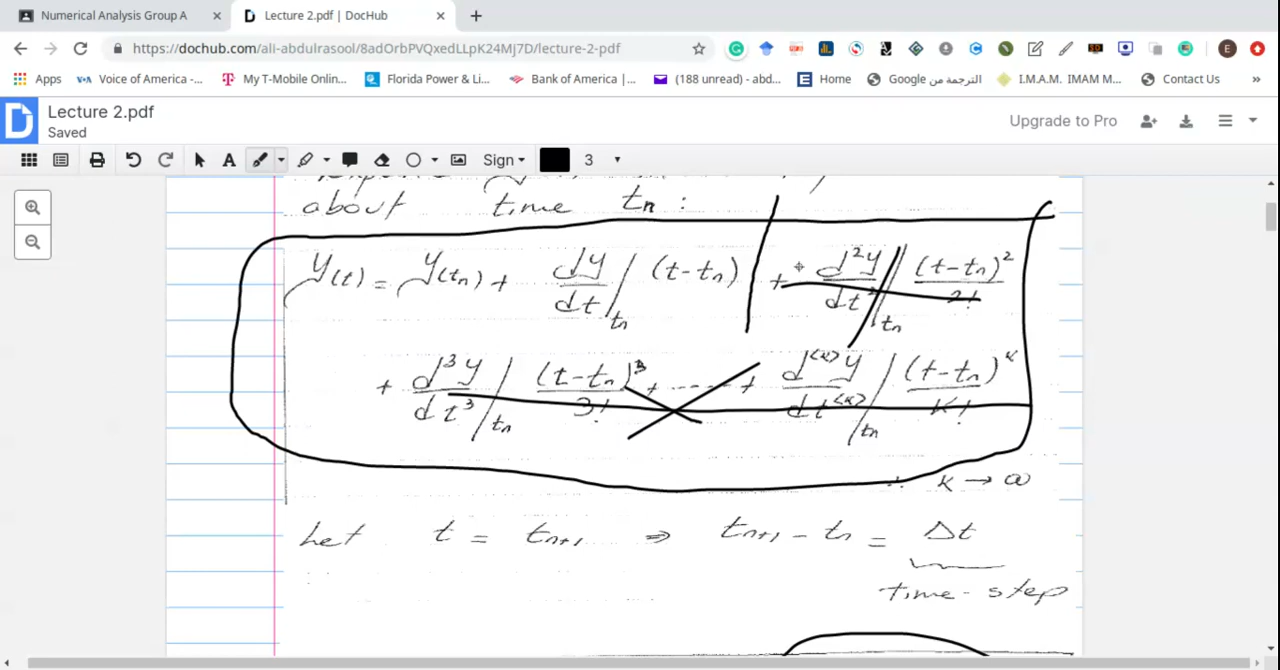 Numerical Analysis Group A
Lecture 2.pdf | DocHub
https://dochub.com/ali-abdulrasool/8adOrbPVQxedLLpK24Mj7D/lecture-2-pdf
Apps Voice of America -... My T-Mobile Onlin... Florida Power & Li... Bank of America |... (188 unread) - abd... Home Google الترجمة من I.M.A.M. IMAM M... Contact Us »
Lecture 2.pdf
Saved
Upgrade to Pro
A Sign 3
about time tn :
y(t) = y(tn) + dy/dt |tn (t-tn) + d²y/dt² |tn (t-tn)²/2!
+ d³y/dt³ |tn (t-tn)³/3! + ...... + d^(k)y/dt^(k) |tn (t-tn)^k/k!
∴ k → ∞
Let t = tn+1 ⇒ tn+1 - tn = Δt
time-step